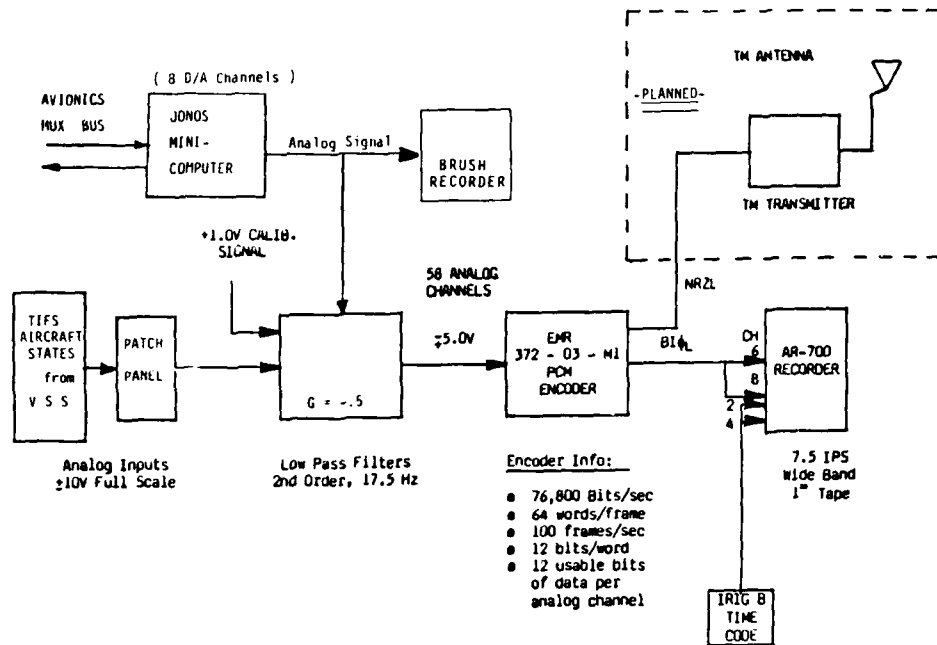 ( 8 D/A Channels )
AVIONICS
MUX BUS
JONOS
MINI-
COMPUTER
Analog Signal
BRUSH
RECORDER
TM ANTENNA
-PLANNED-
TM TRANSMITTER
+1.0V CALIB.
SIGNAL
58 ANALOG
CHANNELS
NRZL
TIFS
AIRCRAFT
STATES
from
V S S
PATCH
PANEL
G = -.5
∓5.0V
EMR
372 - 03 - M1
PCM
ENCODER
BIϕL
CH
6
8
2
4
AR-700
RECORDER
Analog Inputs
±10V Full Scale
Low Pass Filters
2nd Order, 17.5 Hz
Encoder Info:
● 76,800 Bits/sec
● 64 words/frame
● 100 frames/sec
● 12 bits/word
● 12 usable bits
of data per
analog channel
7.5 IPS
Wide Band
1" Tape
IRIG B
TIME
CODE